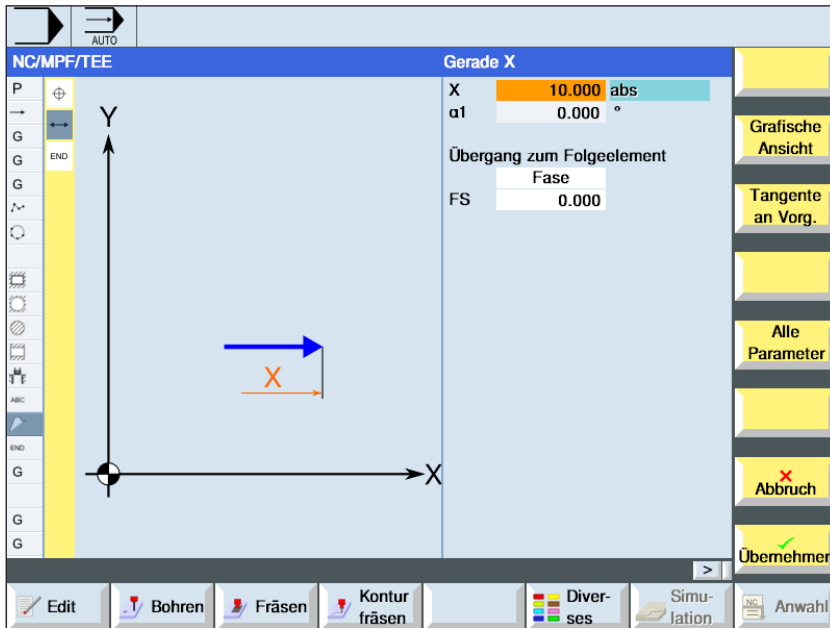 AUTO
NC/MPF/TEE
Gerade X
P
G
G
G
ABC
END
G
G
G
END
Y
X
X
X 10.000 abs
α1 0.000 °
Übergang zum Folgeelement
Fase
FS 0.000
Grafische
Ansicht
Tangente
an Vorg.
Alle
Parameter
Abbruch
Übernehmen
>
Edit
Bohren
Fräsen
Kontur
fräsen
Diver-
ses
Simu-
lation
NC
Anwahl